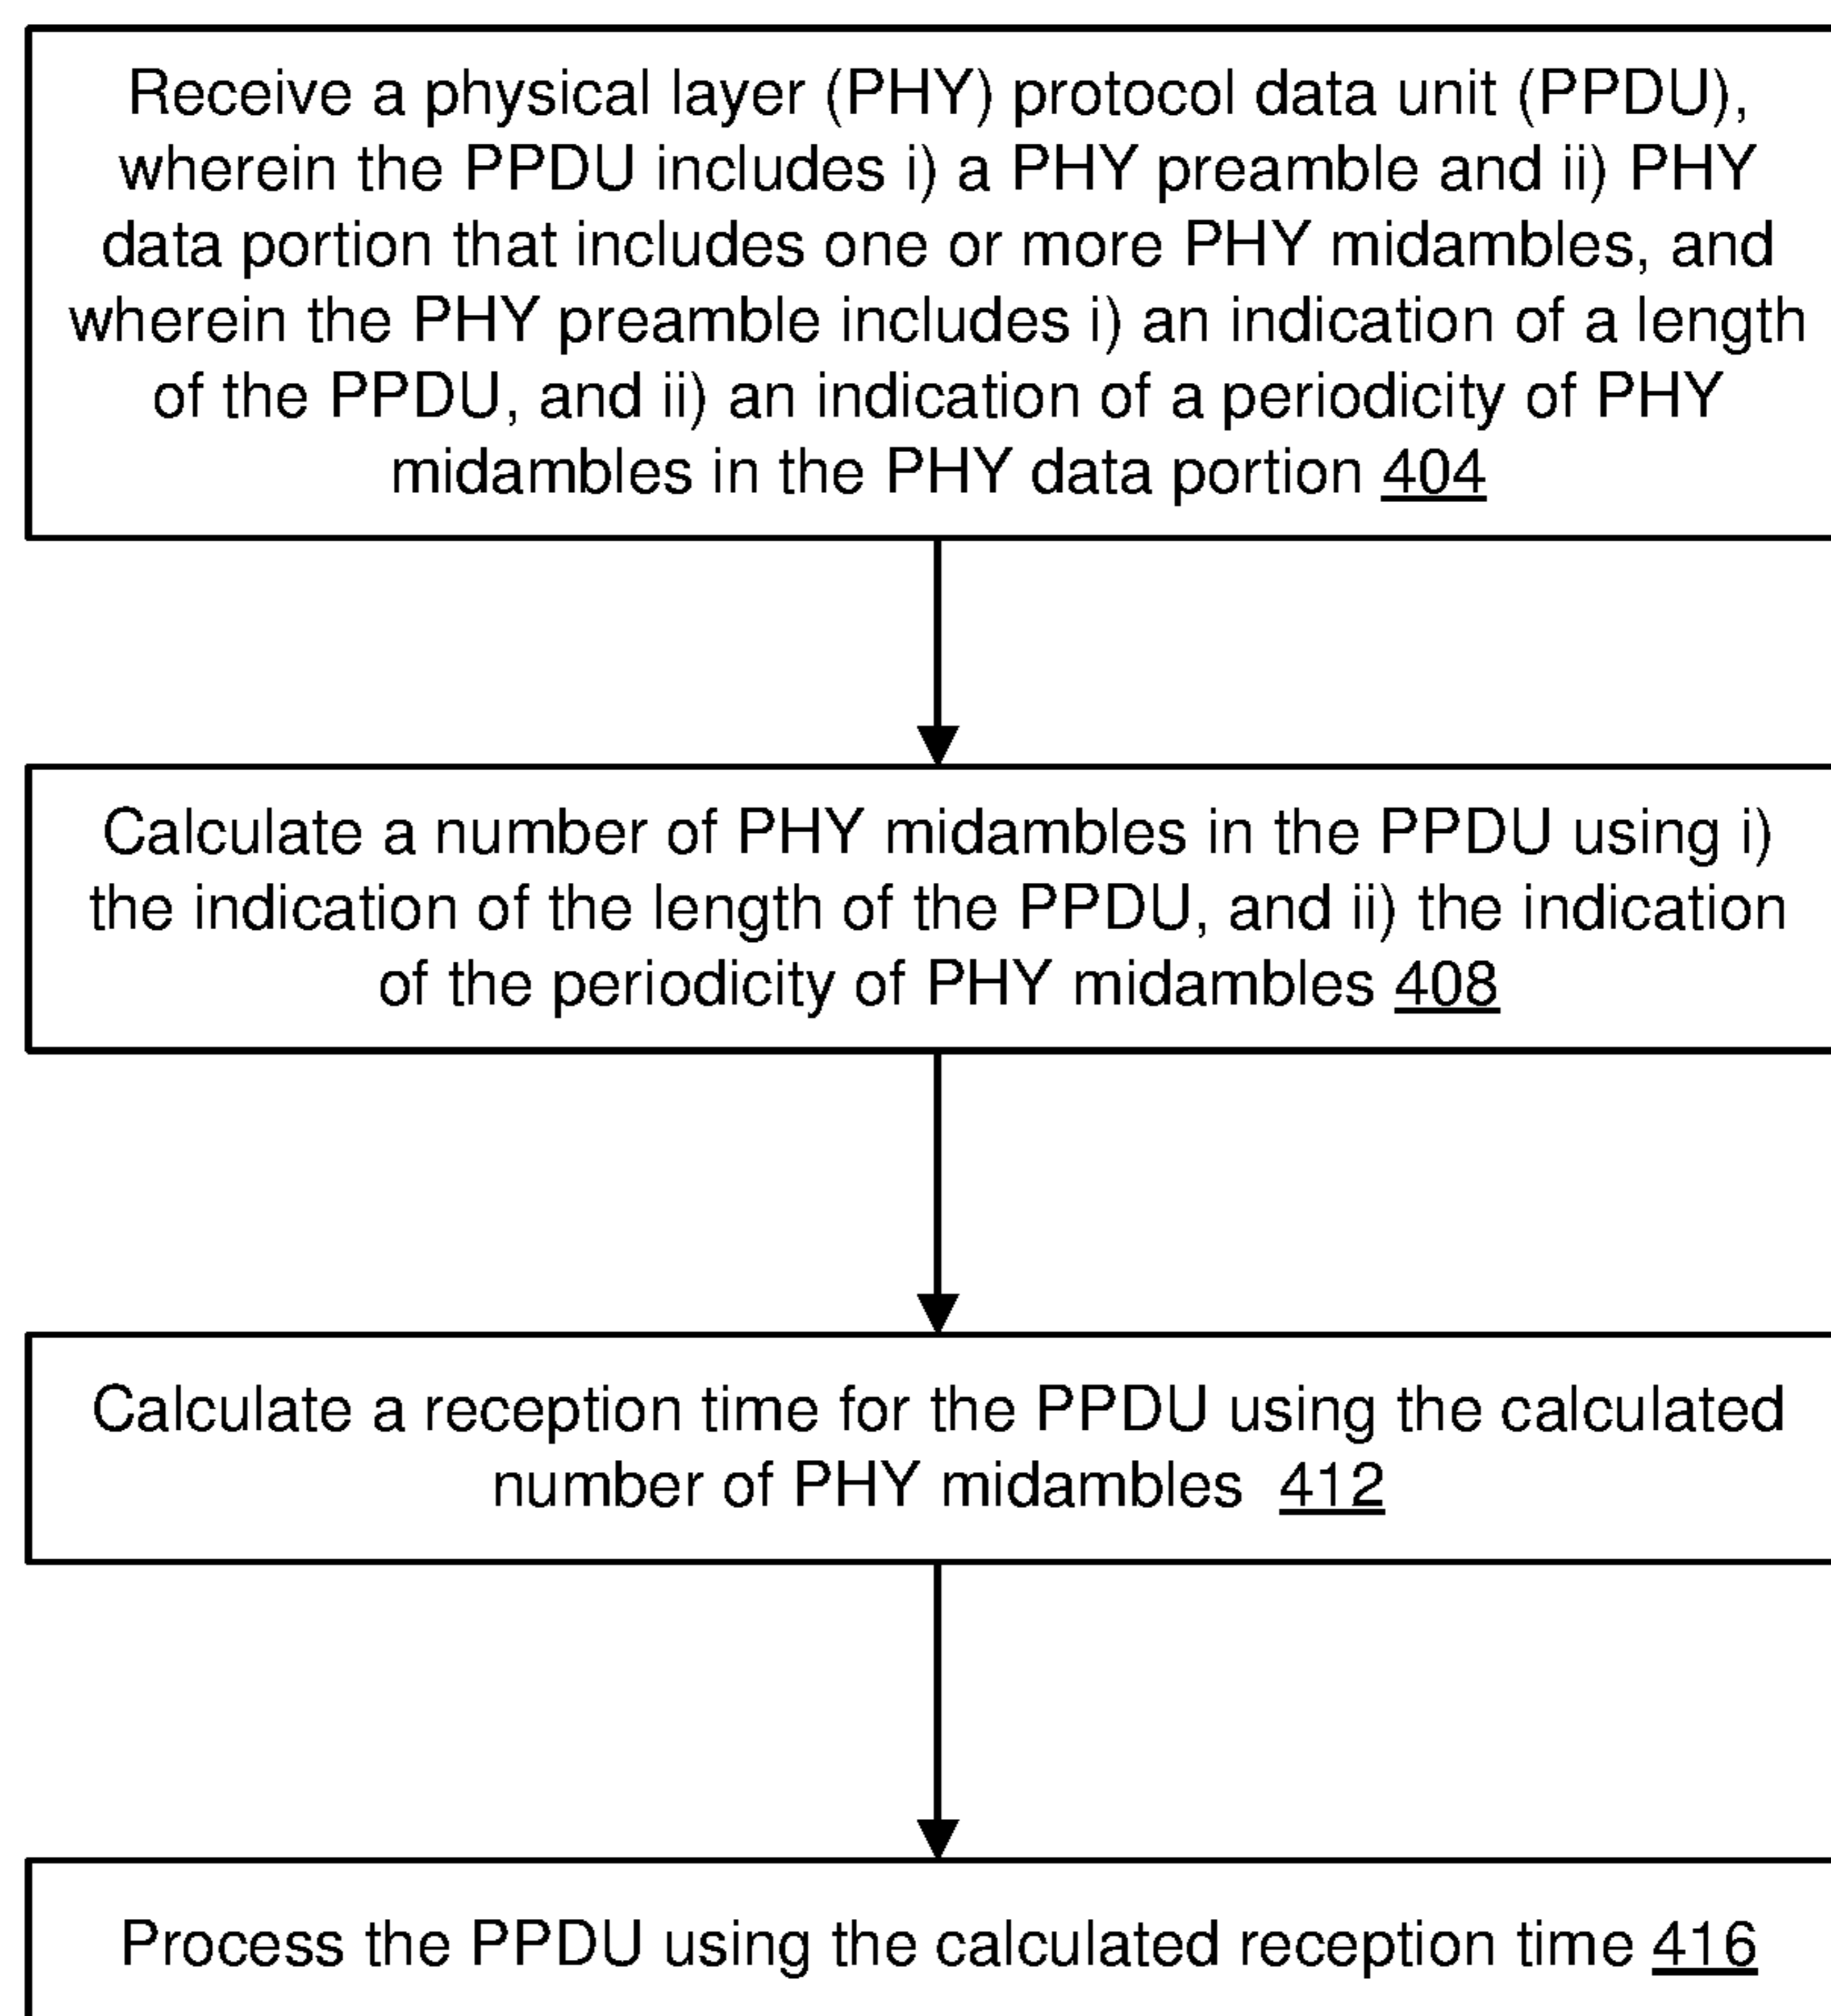 Receive a physical layer (PHY) protocol data unit (PPDU),
wherein the PPDU includes i) a PHY preamble and ii) PHY
data portion that includes one or more PHY midambles, and
wherein the PHY preamble includes i) an indication of a length
of the PPDU, and ii) an indication of a periodicity of PHY
midambles in the PHY data portion 404
Calculate a number of PHY midambles in the PPDU using i)
the indication of the length of the PPDU, and ii) the indication
of the periodicity of PHY midambles 408
Calculate a reception time for the PPDU using the calculated
number of PHY midambles 412
Process the PPDU using the calculated reception time 416